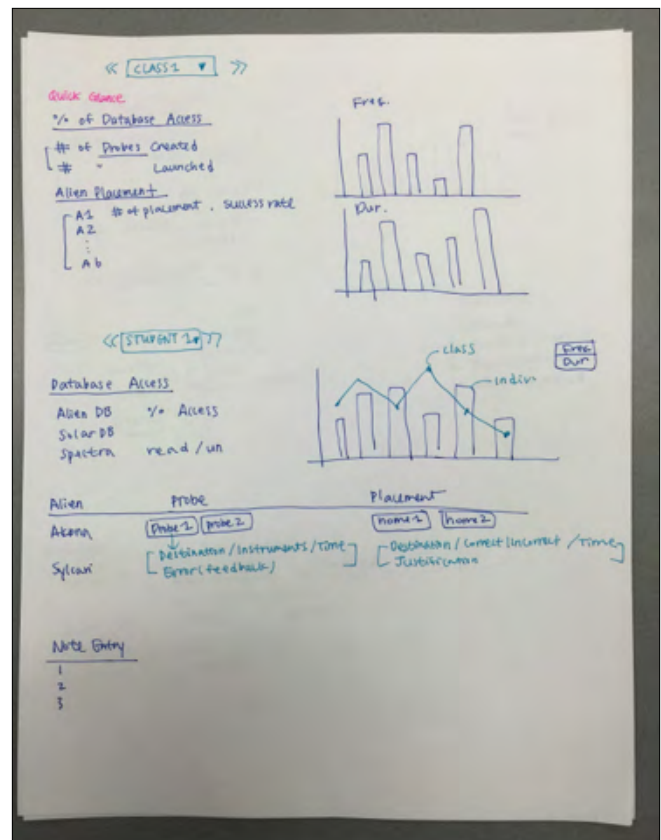 << CLASS 1 ▼ >>
Quick Glance
% of Database Access
# of Probes Created
# " Launched
Alien Placement
A1 # of placement, success rate
A2
⋮
A6
Freq.
Dur.
<< STUDENT 1 ▼ >>
Database Access
Alien DB % Access
Solar DB
Spectra read/un
class
indiv
Freq.
Dur
Alien Probe Placement
Akona Probe 1 probe 2 home 1 home 2
Destination / Instruments / Time
Error (feedback)
Destination / Correct | Incorrect / Time
Justification
Sylcari
Note Entry
1
2
3